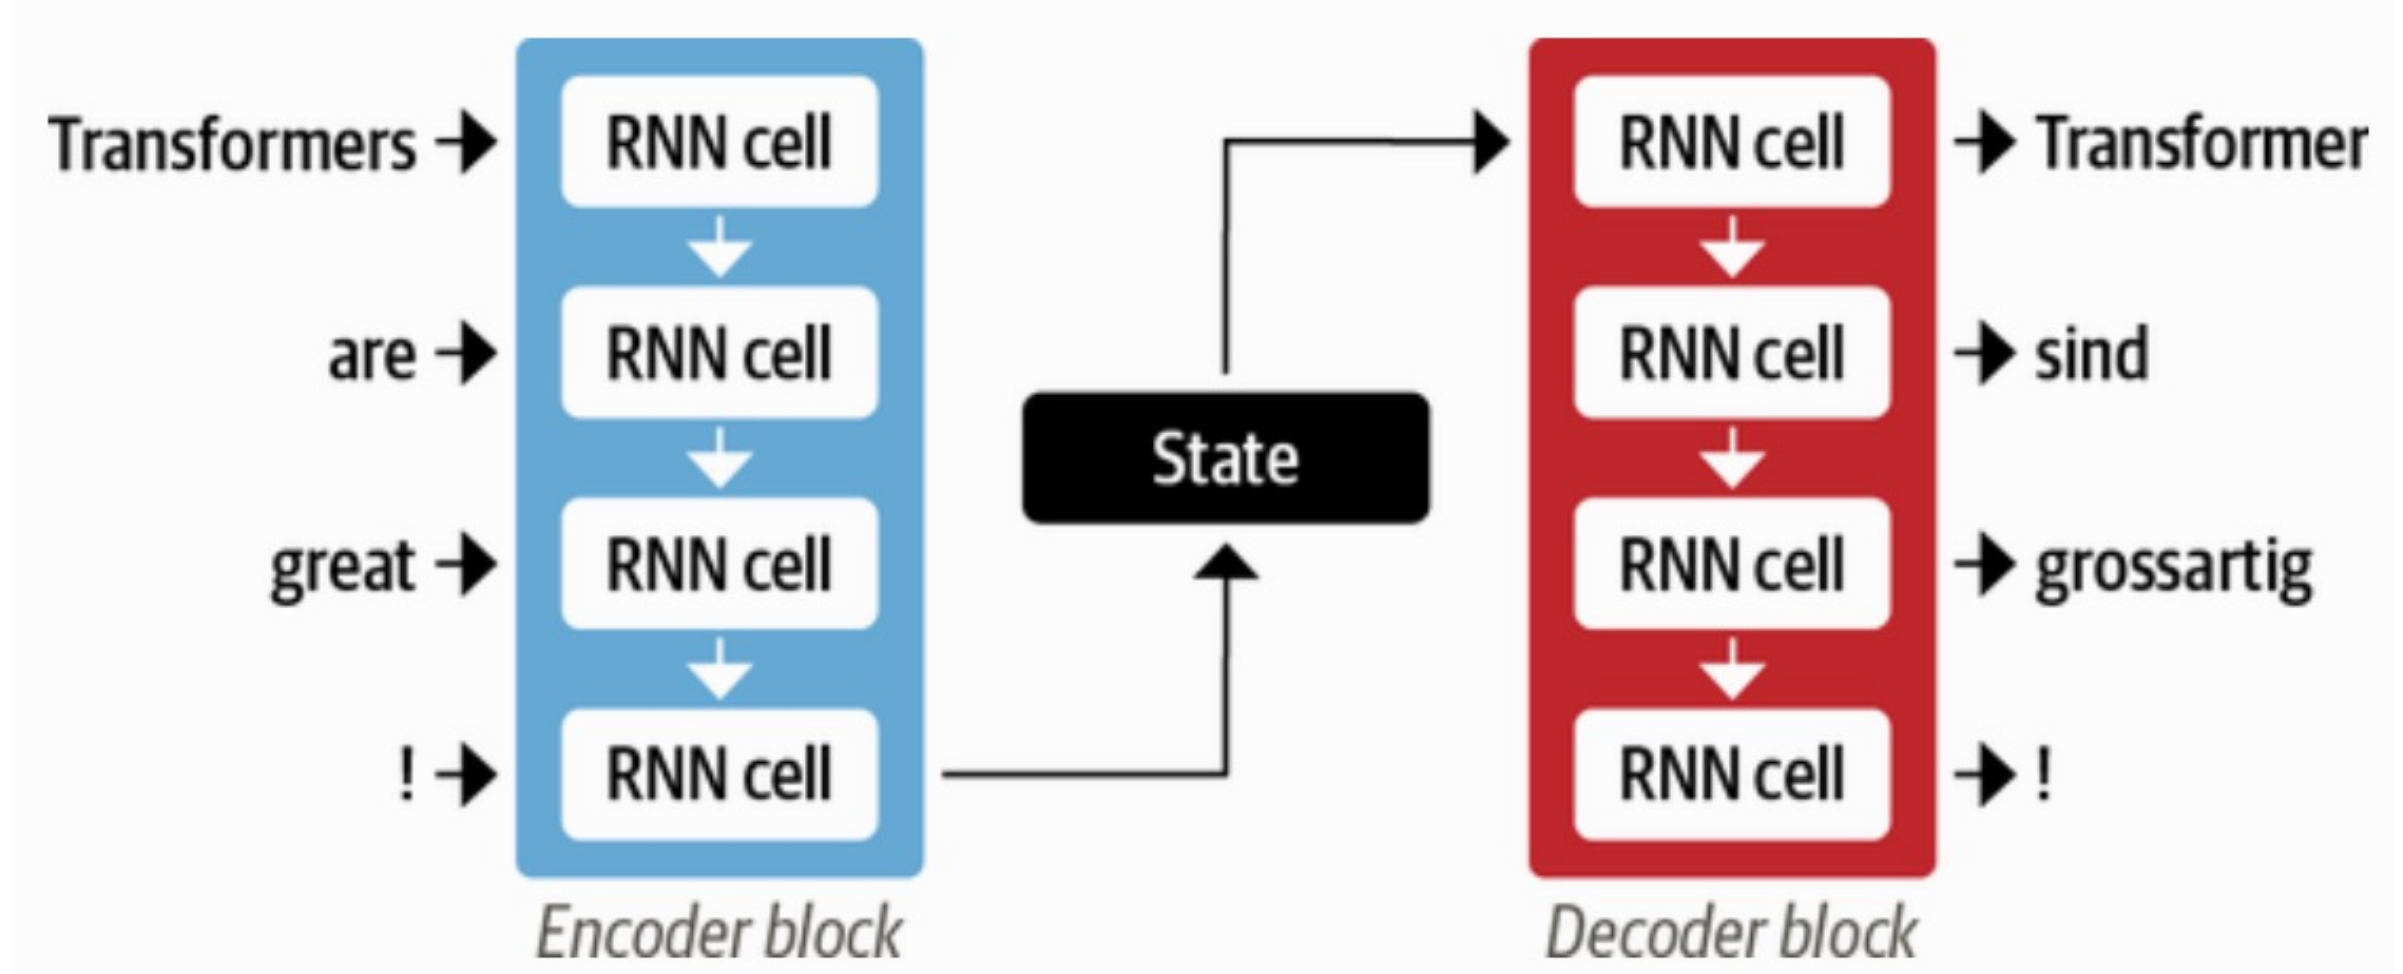 Transformers
RNN cell
RNN cell
Transformer
are
RNN cell
RNN cell
sind
State
great
RNN cell
RNN cell
grossartig
!
RNN cell
RNN cell
!
Encoder block
Decoder block